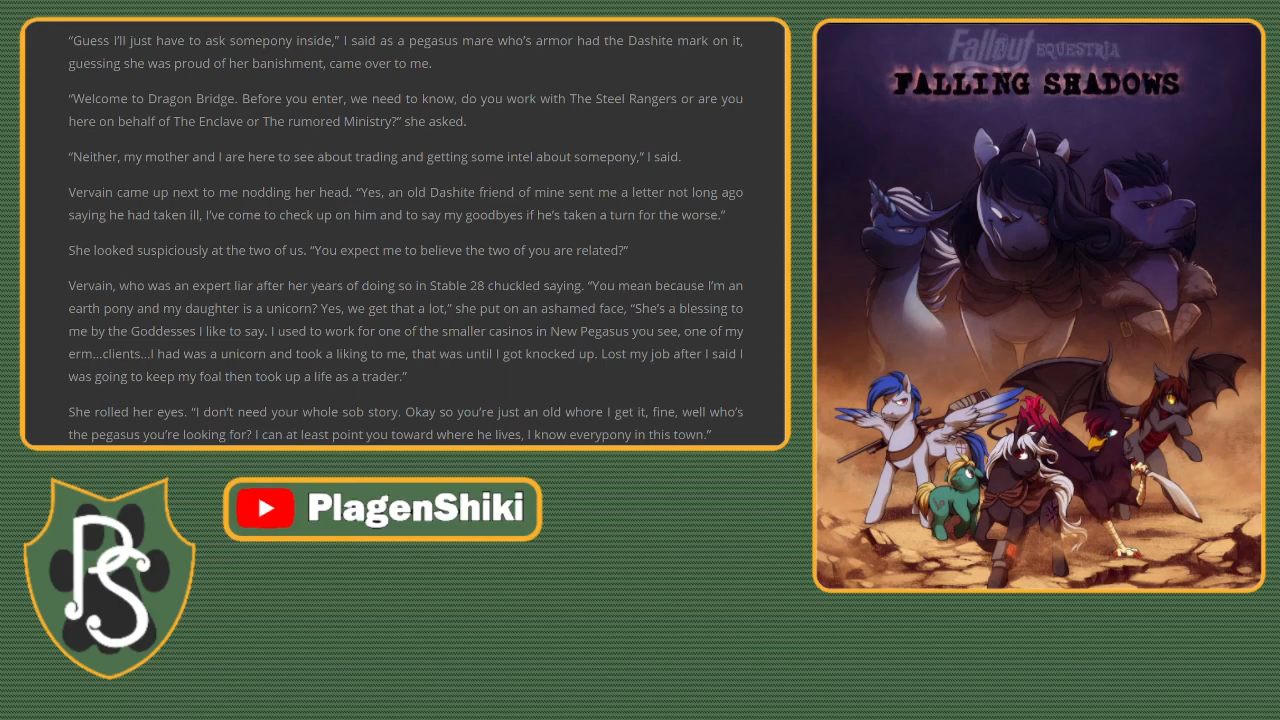 “Guess I’ll just have to ask somepony inside,” I said as a pegasus mare who’s armor had the Dashite mark on it,
guessing she was proud of her banishment, came over to me.
“Welcome to Dragon Bridge. Before you enter, we need to know, do you work with The Steel Rangers or are you
here on behalf of The Enclave or The rumored Ministry?” she asked.
“Neither, my mother and I are here to see about trading and getting some intel about somepony,” I said.
Vervain came up next to me nodding her head. “Yes, an old Dashite friend of mine sent me a letter not long ago
saying he had taken ill, I’ve come to check up on him and to say my goodbyes if he’s taken a turn for the worse.”
She looked suspiciously at the two of us. “You expect me to believe the two of you are related?”
Vervain, who was an expert liar after her years of doing so in Stable 28 chuckled saying. “You mean because I’m an
earth pony and my daughter is a unicorn? Yes, we get that a lot,” she put on an ashamed face, “She’s a blessing to
me by the Goddesses I like to say. I used to work for one of the smaller casinos in New Pegasus you see, one of my
erm...clients...I had was a unicorn and took a liking to me, that was until I got knocked up. Lost my job after I said I
was going to keep my foal then took up a life as a trader.”
She rolled her eyes. “I don’t need your whole sob story. Okay so you’re just an old whore I get it, fine, well who’s
the pegasus you’re looking for? I can at least point you toward where he lives, I know everypony in this town.”
Fallout EQUESTRIA
FALLING SHADOWS
PS
PlagenShiki